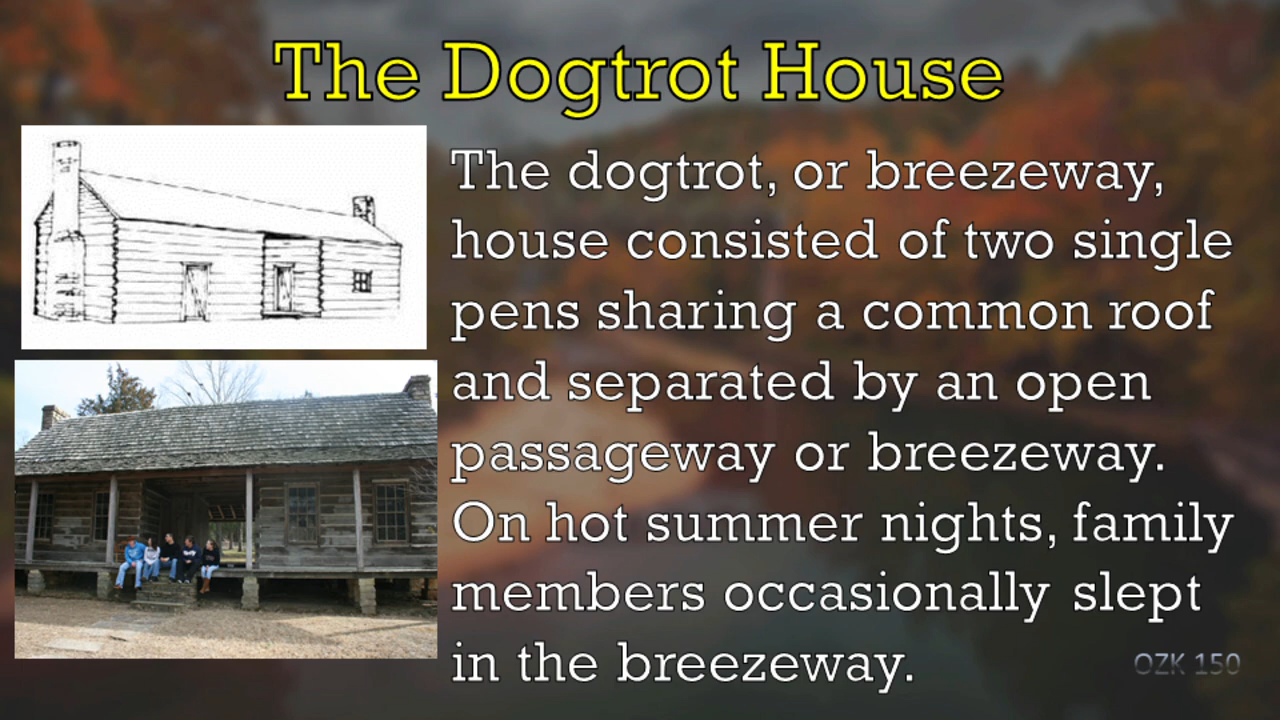 The Dogtrot House
The dogtrot, or breezeway,
house consisted of two single
pens sharing a common roof
and separated by an open
passageway or breezeway.
On hot summer nights, family
members occasionally slept
in the breezeway.
OZK 150